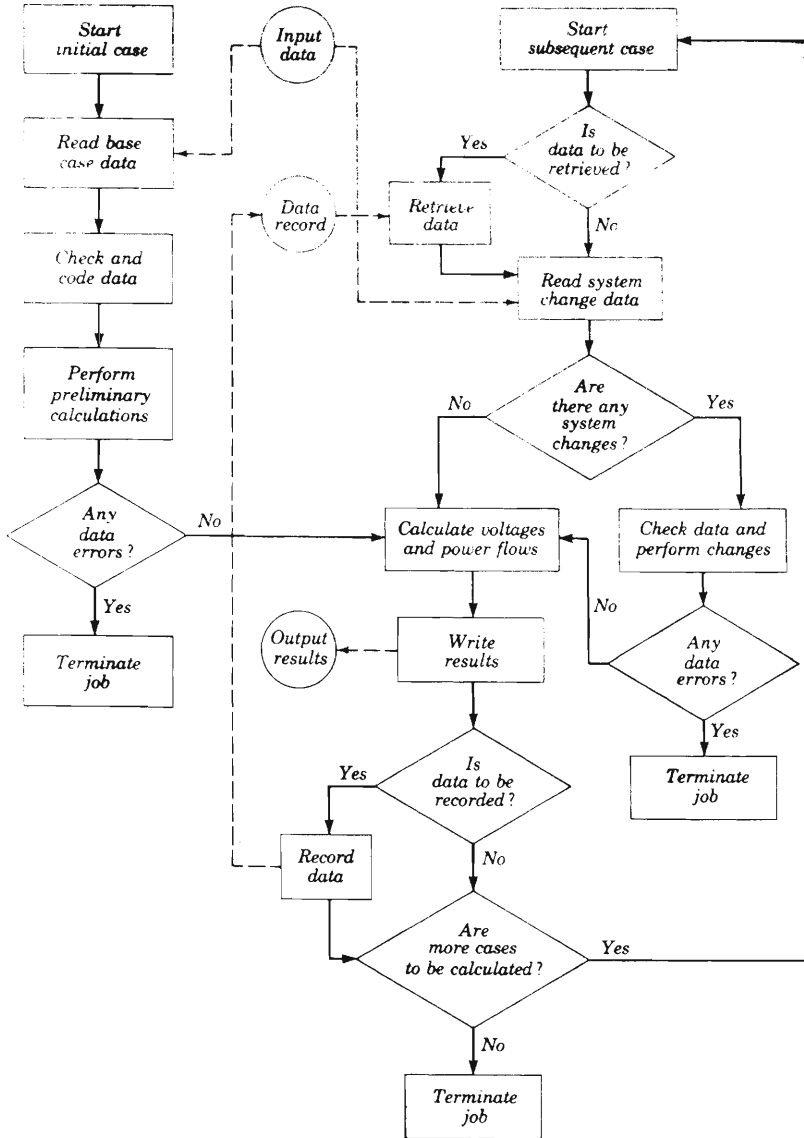 Start
initial case
Input
data
Start
subsequent case
Read base
case data
Yes
Is
data to be
retrieved?
Data
record
Retrieve
data
No
Check and
code data
Read system
change data
Perform
preliminary
calculations
No
Are
there any
system
changes?
Yes
Any
data
errors?
No
Calculate voltages
and power flows
Check data and
perform changes
Yes
No
Terminate
job
Output
results
Write
results
Any
data
errors?
Yes
Yes
Is
data to be
recorded?
Terminate
job
Record
data
No
Are
more cases
to be calculated?
Yes
No
Terminate
job